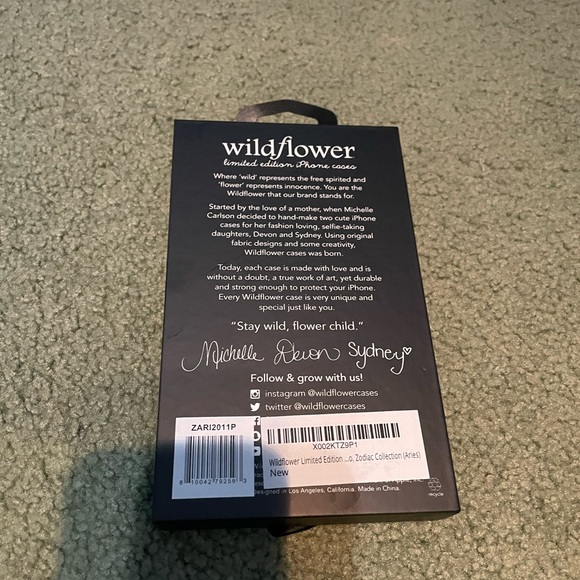 wildflower
limited edition iPhone cases
Where 'wild' represents the free spirited and
'flower' represents innocence. You are the
Wildflower that our brand stands for.
Started by the love of a mother, when Michelle
Carlson decided to hand-make two cute iPhone
cases for her fashion loving, selfie-taking
daughters, Devon and Sydney. Using original
fabric designs and some creativity,
Wildflower cases was born.
Today, each case is made with love and is
without a doubt, a true work of art, yet durable
and strong enough to protect your iPhone.
Every Wildflower case is very unique and
special just like you.
"Stay wild, flower child."
Michelle Devon Sydney
Follow & grow with us!
instagram @wildflowercases
twitter @wildflowercases
ZARI2011P
8 10042 79259 3
X002KTZ9P1
Wildflower Limited Edition ...o, Zodiac Collection (Aries)
New
designed in Los Angeles, California. Made in China.
recycle